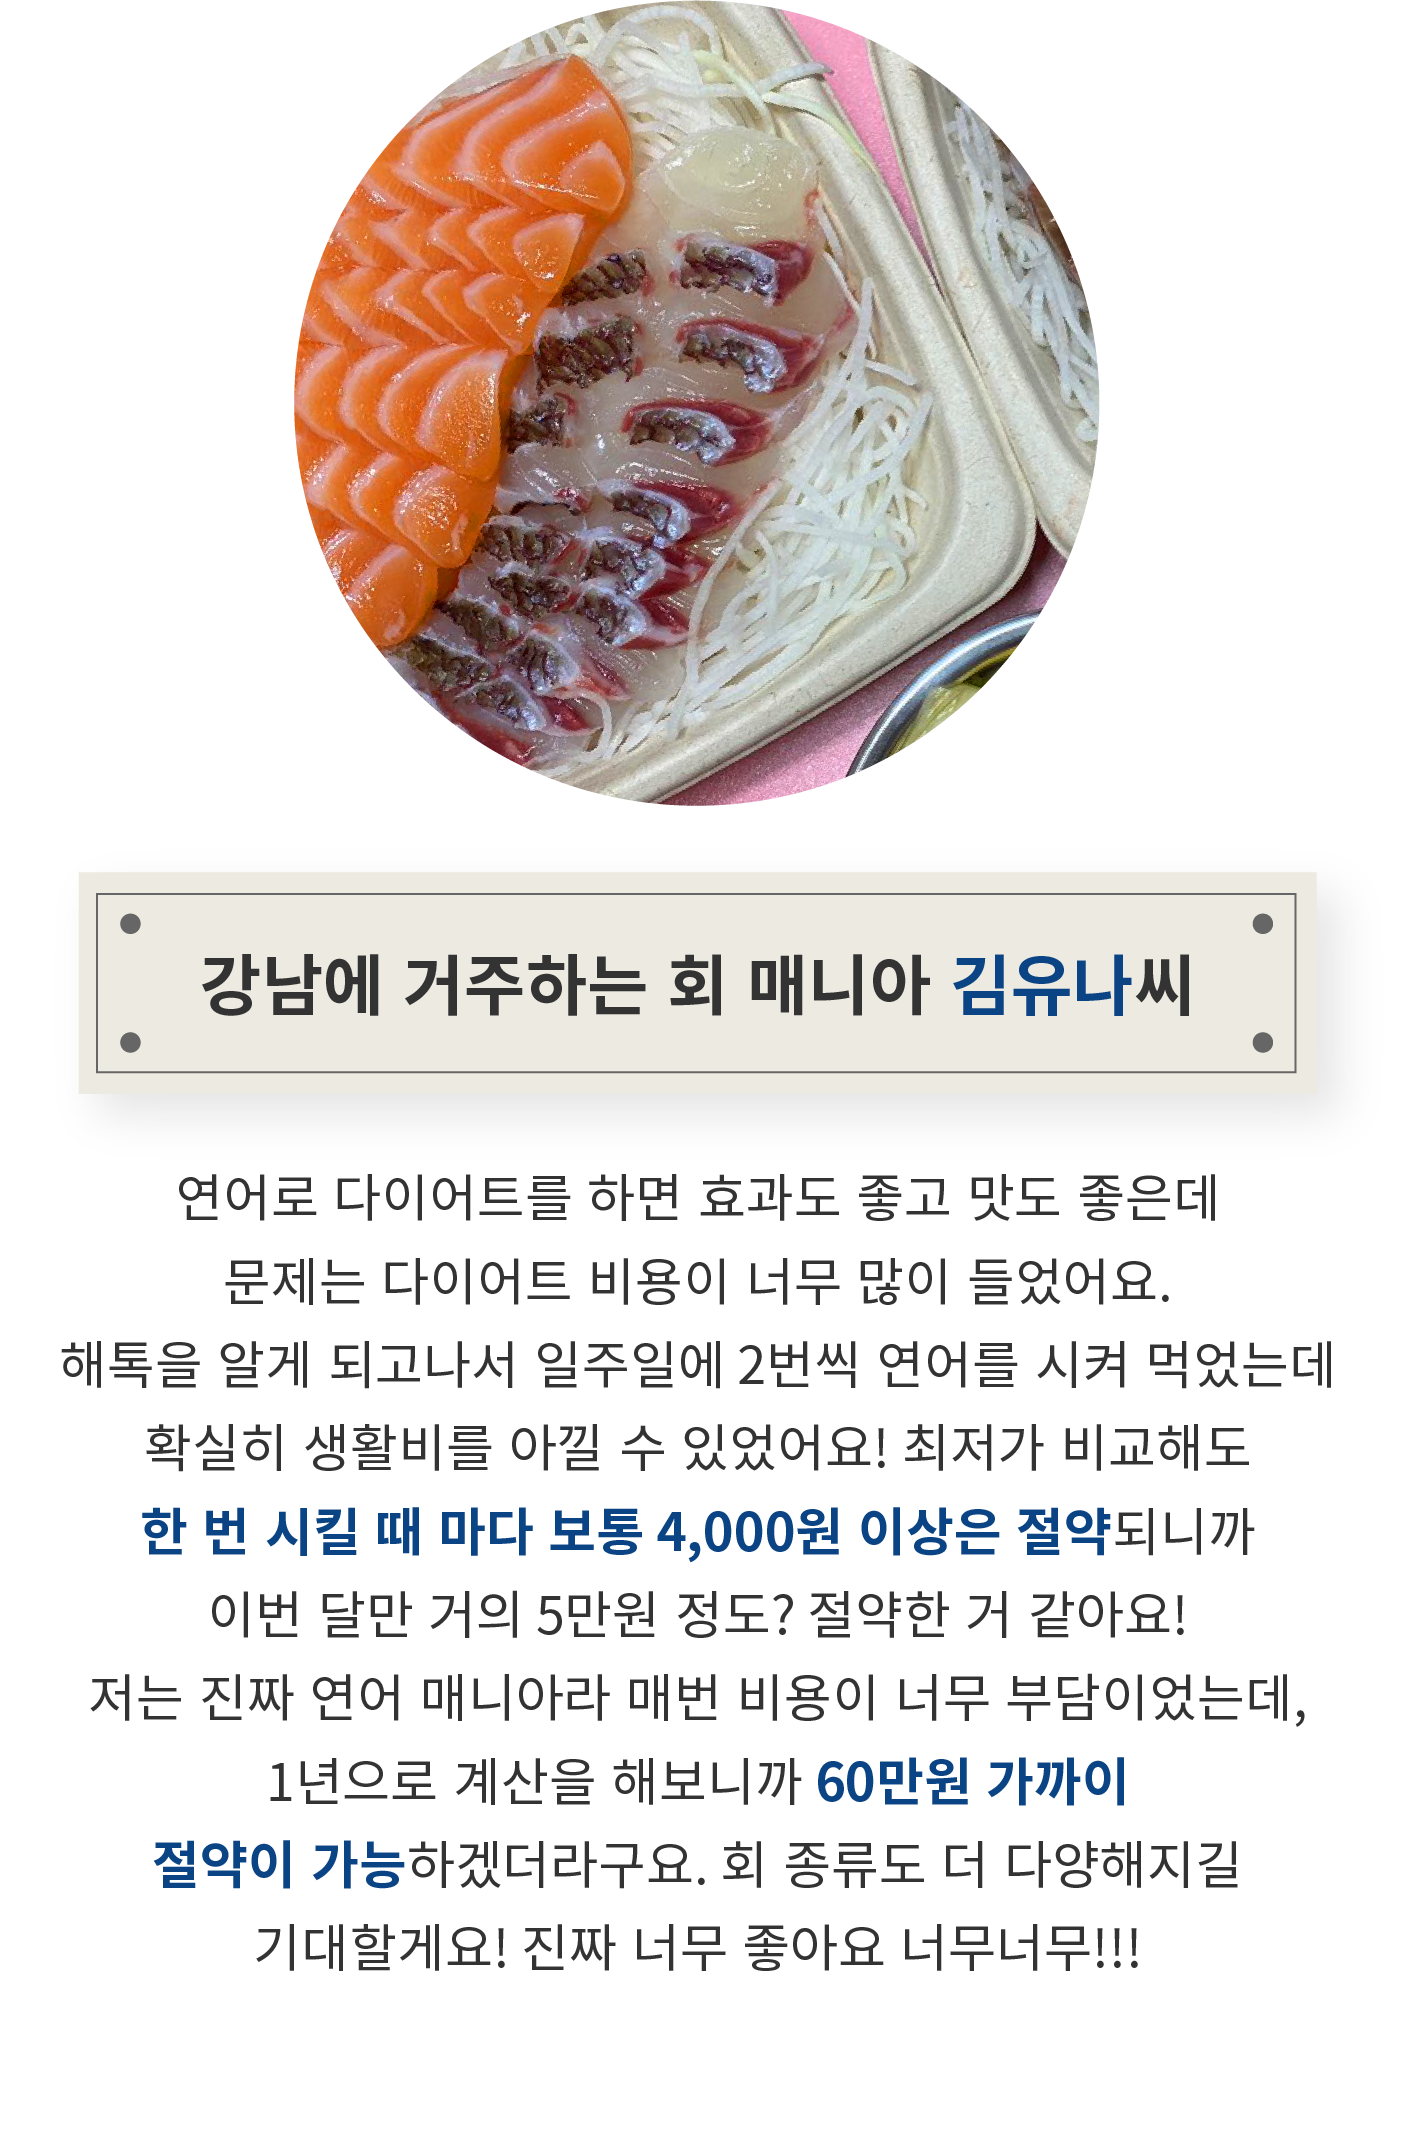 강남에 거주하는 회 매니아 김유나씨
연어로 다이어트를 하면 효과도 좋고 맛도 좋은데
문제는 다이어트 비용이 너무 많이 들었어요.
해톡을 알게 되고나서 일주일에 2번씩 연어를 시켜 먹었는데
확실히 생활비를 아낄 수 있었어요! 최저가 비교해도
한 번 시킬 때 마다 보통 4,000원 이상은 절약되니까
이번 달만 거의 5만원 정도? 절약한 거 같아요!
저는 진짜 연어 매니아라 매번 비용이 너무 부담이었는데,
1년으로 계산을 해보니까 60만원 가까이
절약이 가능하겠더라구요. 회 종류도 더 다양해지길
기대할게요! 진짜 너무 좋아요 너무너무!!!